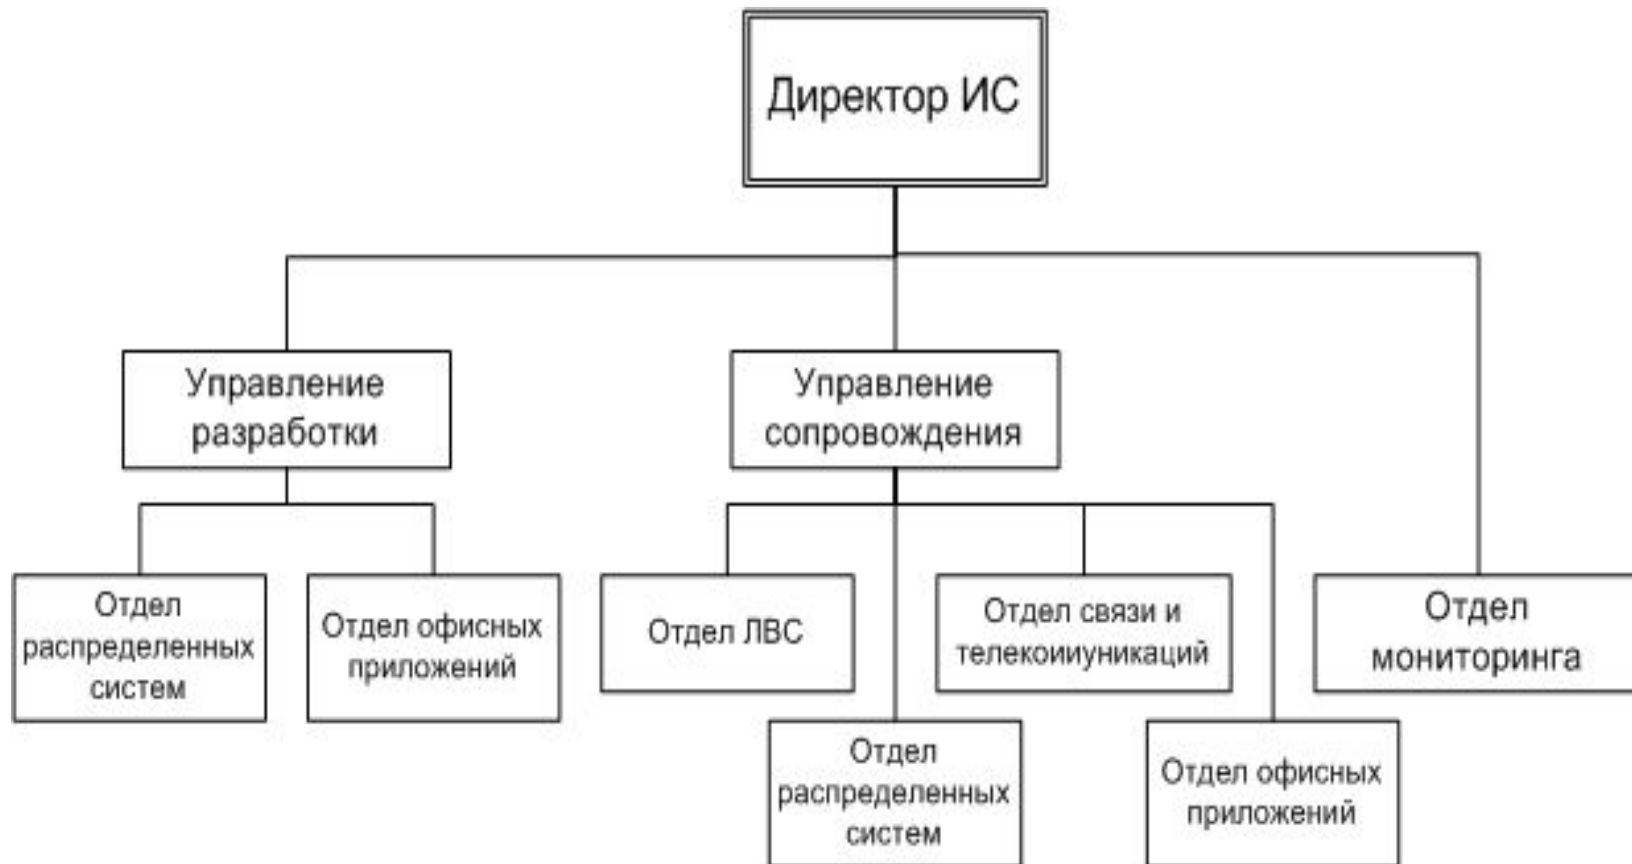 Директор ИС
Управление
разработки
Управление
сопровождения
Отдел
распределенных
систем
Отдел офисных
приложений
Отдел ЛВС
Отдел связи и
телекоииуникаций
Отдел
мониторинга
Отдел
распределенных
систем
Отдел офисных
приложений